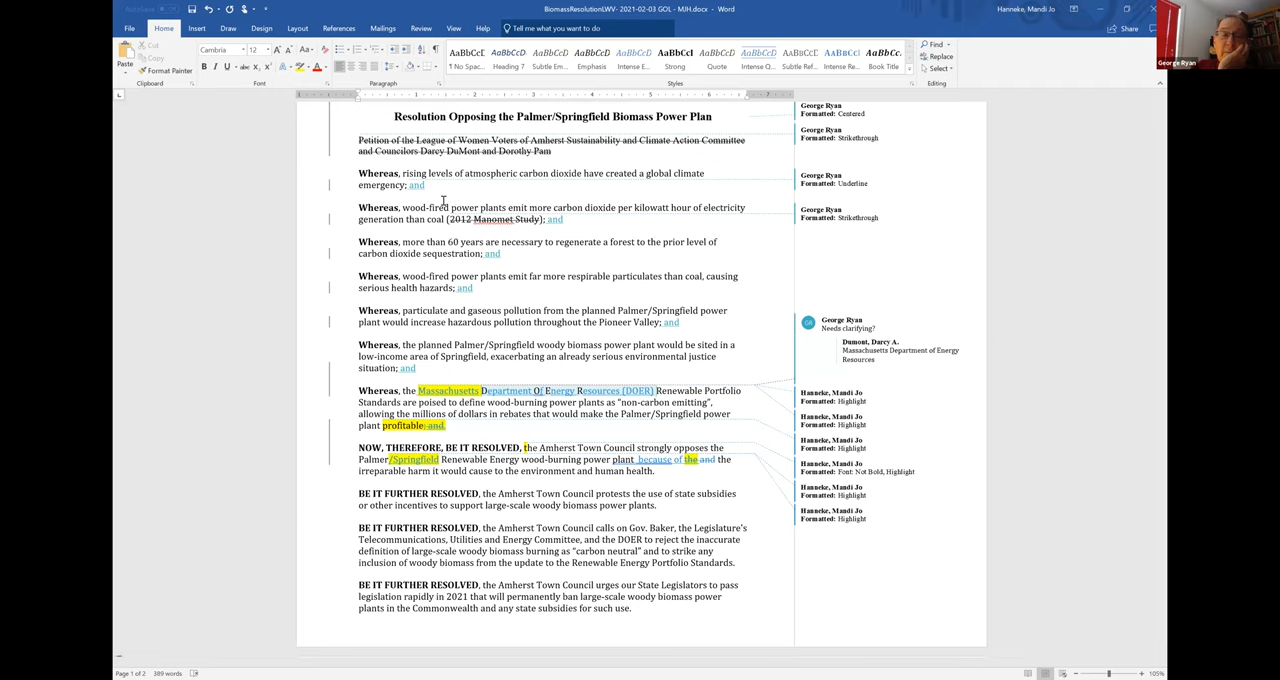 BiomassResolutionLWV- 2021-02-03 GOL - MJH.docx - Word
Hanneke, Mandi Jo
File Home Insert Draw Design Layout References Mailings Review View Help Tell me what you want to do
Share
George Ryan
Cut
Copy
Format Painter
Paste
Cambria 12
Clipboard Font Paragraph Styles Editing
¶ No Spac... Heading 7 Subtle Em... Emphasis Intense E... Strong Quote Intense Q... Subtle Ref... Intense Re... Book Title
Find
Replace
Select
Resolution Opposing the Palmer/Springfield Biomass Power Plan
Petition of the League of Women Voters of Amherst Sustainability and Climate Action Committee
and Councilors Darcy DuMont and Dorothy Pam
Whereas, rising levels of atmospheric carbon dioxide have created a global climate
emergency; and
Whereas, wood-fired power plants emit more carbon dioxide per kilowatt hour of electricity
generation than coal (2012 Manomet Study); and
Whereas, more than 60 years are necessary to regenerate a forest to the prior level of
carbon dioxide sequestration; and
Whereas, wood-fired power plants emit far more respirable particulates than coal, causing
serious health hazards; and
Whereas, particulate and gaseous pollution from the planned Palmer/Springfield power
plant would increase hazardous pollution throughout the Pioneer Valley; and
Whereas, the planned Palmer/Springfield woody biomass power plant would be sited in a
low-income area of Springfield, exacerbating an already serious environmental justice
situation; and
Whereas, the Massachusetts Department Of Energy Resources (DOER) Renewable Portfolio
Standards are poised to define wood-burning power plants as “non-carbon emitting”,
allowing the millions of dollars in rebates that would make the Palmer/Springfield power
plant profitable; and.
NOW, THEREFORE, BE IT RESOLVED, the Amherst Town Council strongly opposes the
Palmer/Springfield Renewable Energy wood-burning power plant because of the and the
irreparable harm it would cause to the environment and human health.
BE IT FURTHER RESOLVED, the Amherst Town Council protests the use of state subsidies
or other incentives to support large-scale woody biomass power plants.
BE IT FURTHER RESOLVED, the Amherst Town Council calls on Gov. Baker, the Legislature's
Telecommunications, Utilities and Energy Committee, and the DOER to reject the inaccurate
definition of large-scale woody biomass burning as “carbon neutral” and to strike any
inclusion of woody biomass from the update to the Renewable Energy Portfolio Standards.
BE IT FURTHER RESOLVED, the Amherst Town Council urges our State Legislators to pass
legislation rapidly in 2021 that will permanently ban large-scale woody biomass power
plants in the Commonwealth and any state subsidies for such use.
George Ryan
Formatted: Centered
George Ryan
Formatted: Strikethrough
George Ryan
Formatted: Underline
George Ryan
Formatted: Strikethrough
GR George Ryan
Needs clarifying?
Dumont, Darcy A.
Massachusetts Department of Energy
Resources
Hanneke, Mandi Jo
Formatted: Highlight
Hanneke, Mandi Jo
Formatted: Highlight
Hanneke, Mandi Jo
Formatted: Highlight
Hanneke, Mandi Jo
Formatted: Font: Not Bold, Highlight
Hanneke, Mandi Jo
Formatted: Highlight
Hanneke, Mandi Jo
Formatted: Highlight
Page 1 of 2 389 words
105%